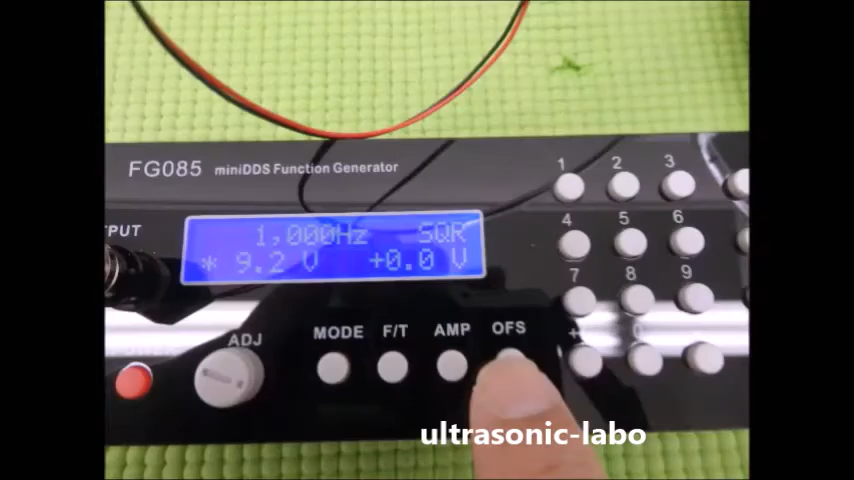 FG085 miniDDS Function Generator
1 2 3
4 5 6
7 8 9
1,000Hz SQR
* 9.2 V +0.0 V
ADJ
MODE F/T AMP OFS
ultrasonic-labo